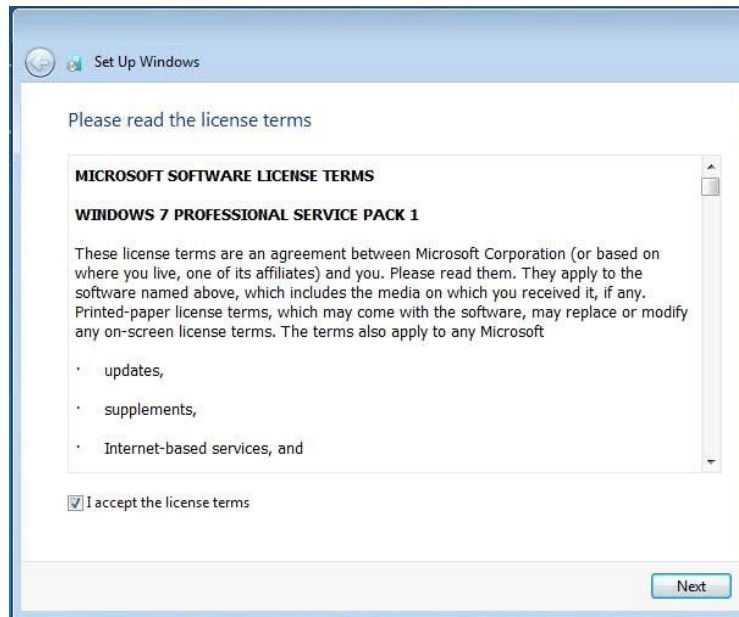 Set Up Windows
Please read the license terms
MICROSOFT SOFTWARE LICENSE TERMS
WINDOWS 7 PROFESSIONAL SERVICE PACK 1
These license terms are an agreement between Microsoft Corporation (or based on
where you live, one of its affiliates) and you. Please read them. They apply to the
software named above, which includes the media on which you received it, if any.
Printed-paper license terms, which may come with the software, may replace or modify
any on-screen license terms. The terms also apply to any Microsoft
· updates,
· supplements,
· Internet-based services, and
I accept the license terms
Next